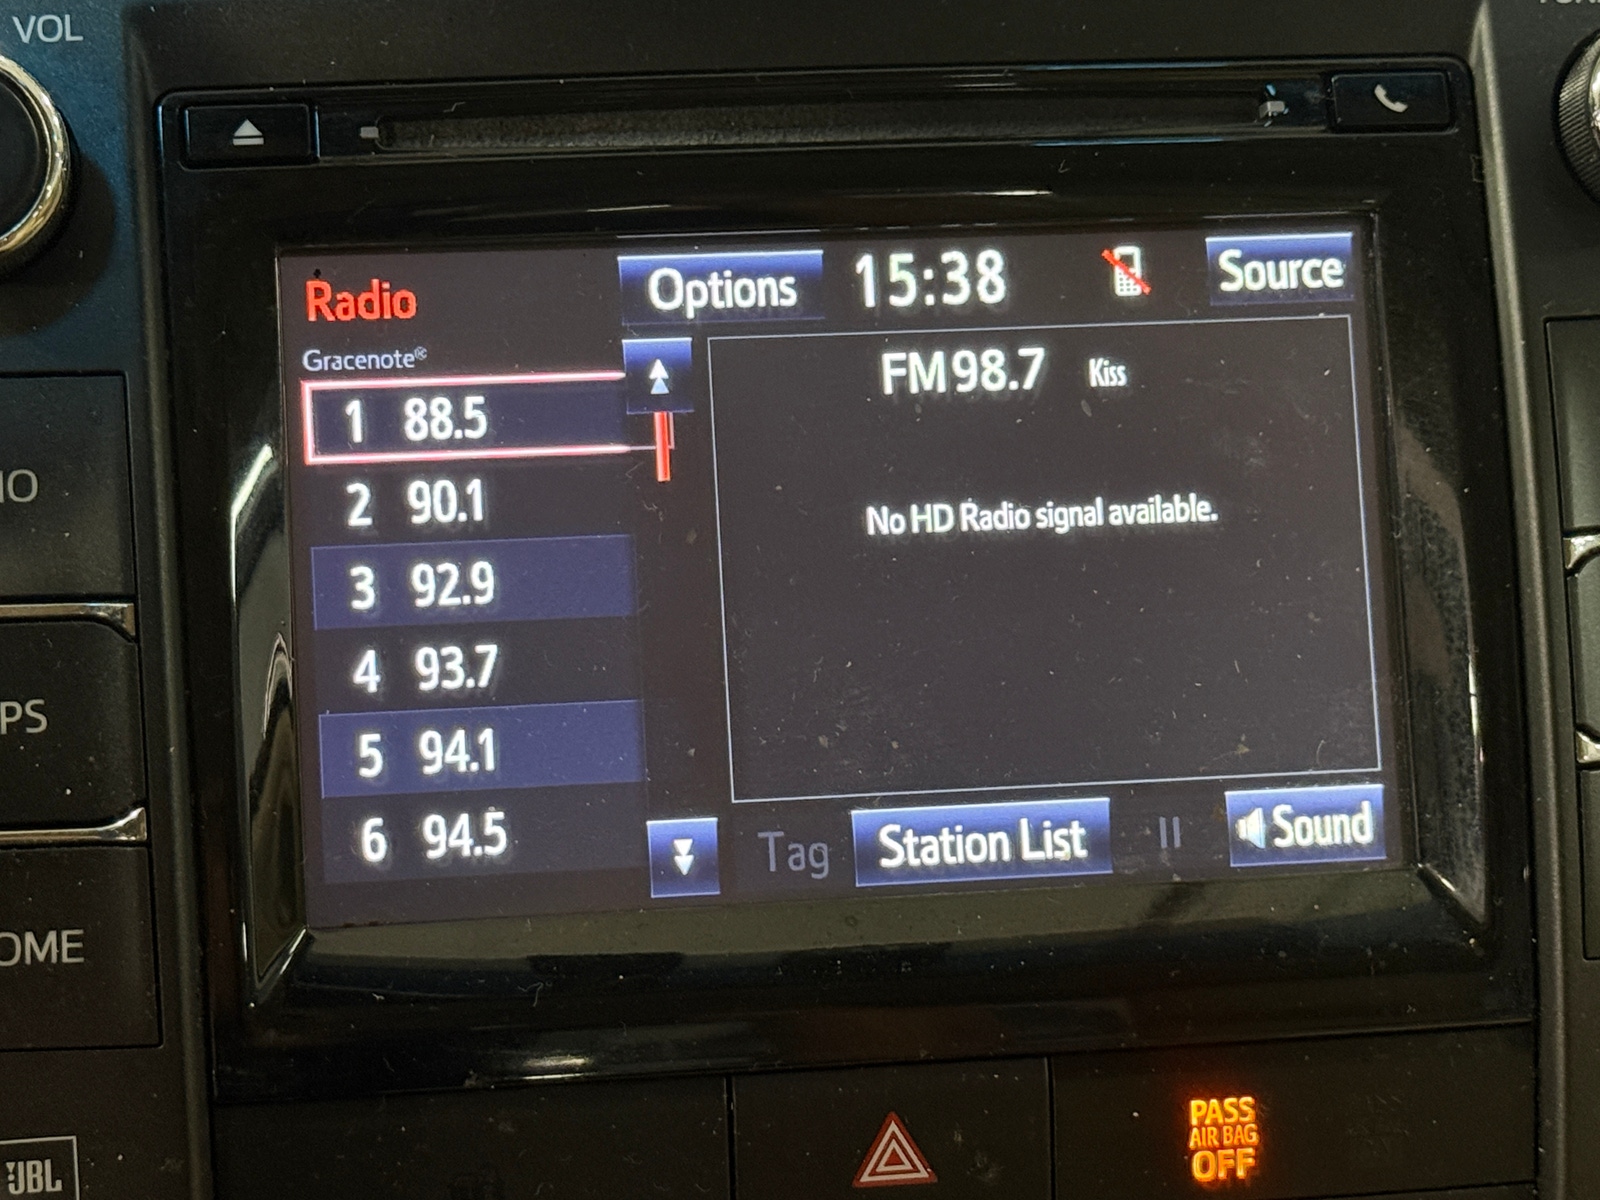 VOL
Radio
Options
15:38
Source
Gracenote®
FM 98.7 Kiss
1 88.5
2 90.1
No HD Radio signal available.
3 92.9
4 93.7
5 94.1
6 94.5
Tag
Station List
Sound
IO
PS
OME
JBL
PASS
AIR BAG
OFF